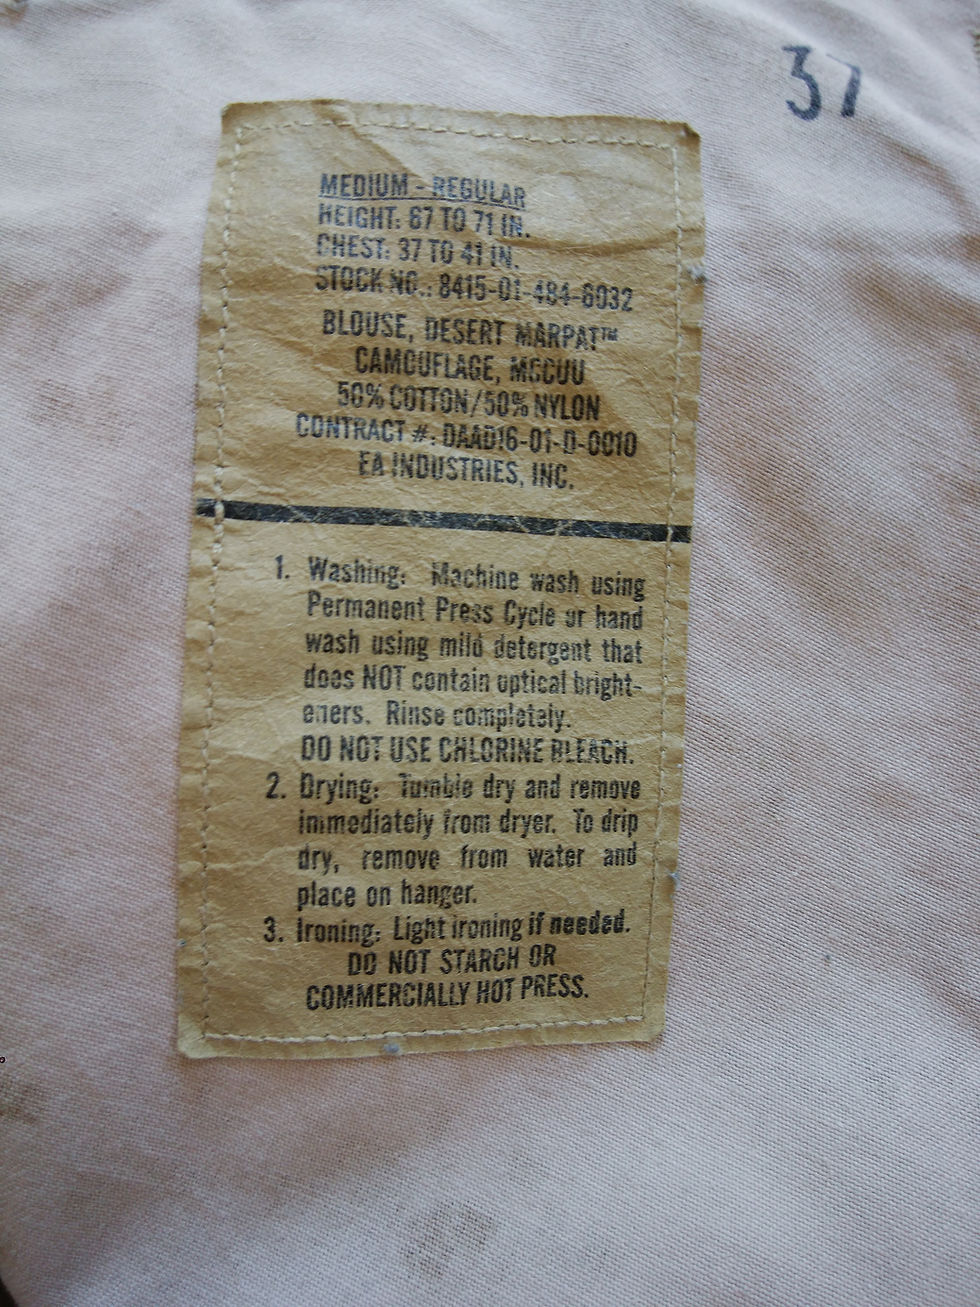 37
MEDIUM - REGULAR
HEIGHT: 67 TO 71 IN.
CHEST: 37 TO 41 IN.
STOCK NO.: 8415-01-484-6032
BLOUSE, DESERT MARPAT™
CAMOUFLAGE, MCCUU
50% COTTON/50% NYLON
CONTRACT #: DAAD16-01-D-0010
EA INDUSTRIES, INC.
1. Washing: Machine wash using
Permanent Press Cycle or hand
wash using mild detergent that
does NOT contain optical bright-
eners. Rinse completely.
DO NOT USE CHLORINE BLEACH.
2. Drying: Tumble dry and remove
immediately from dryer. To drip
dry, remove from water and
place on hanger.
3. Ironing: Light ironing if needed.
DO NOT STARCH OR
COMMERCIALLY HOT PRESS.